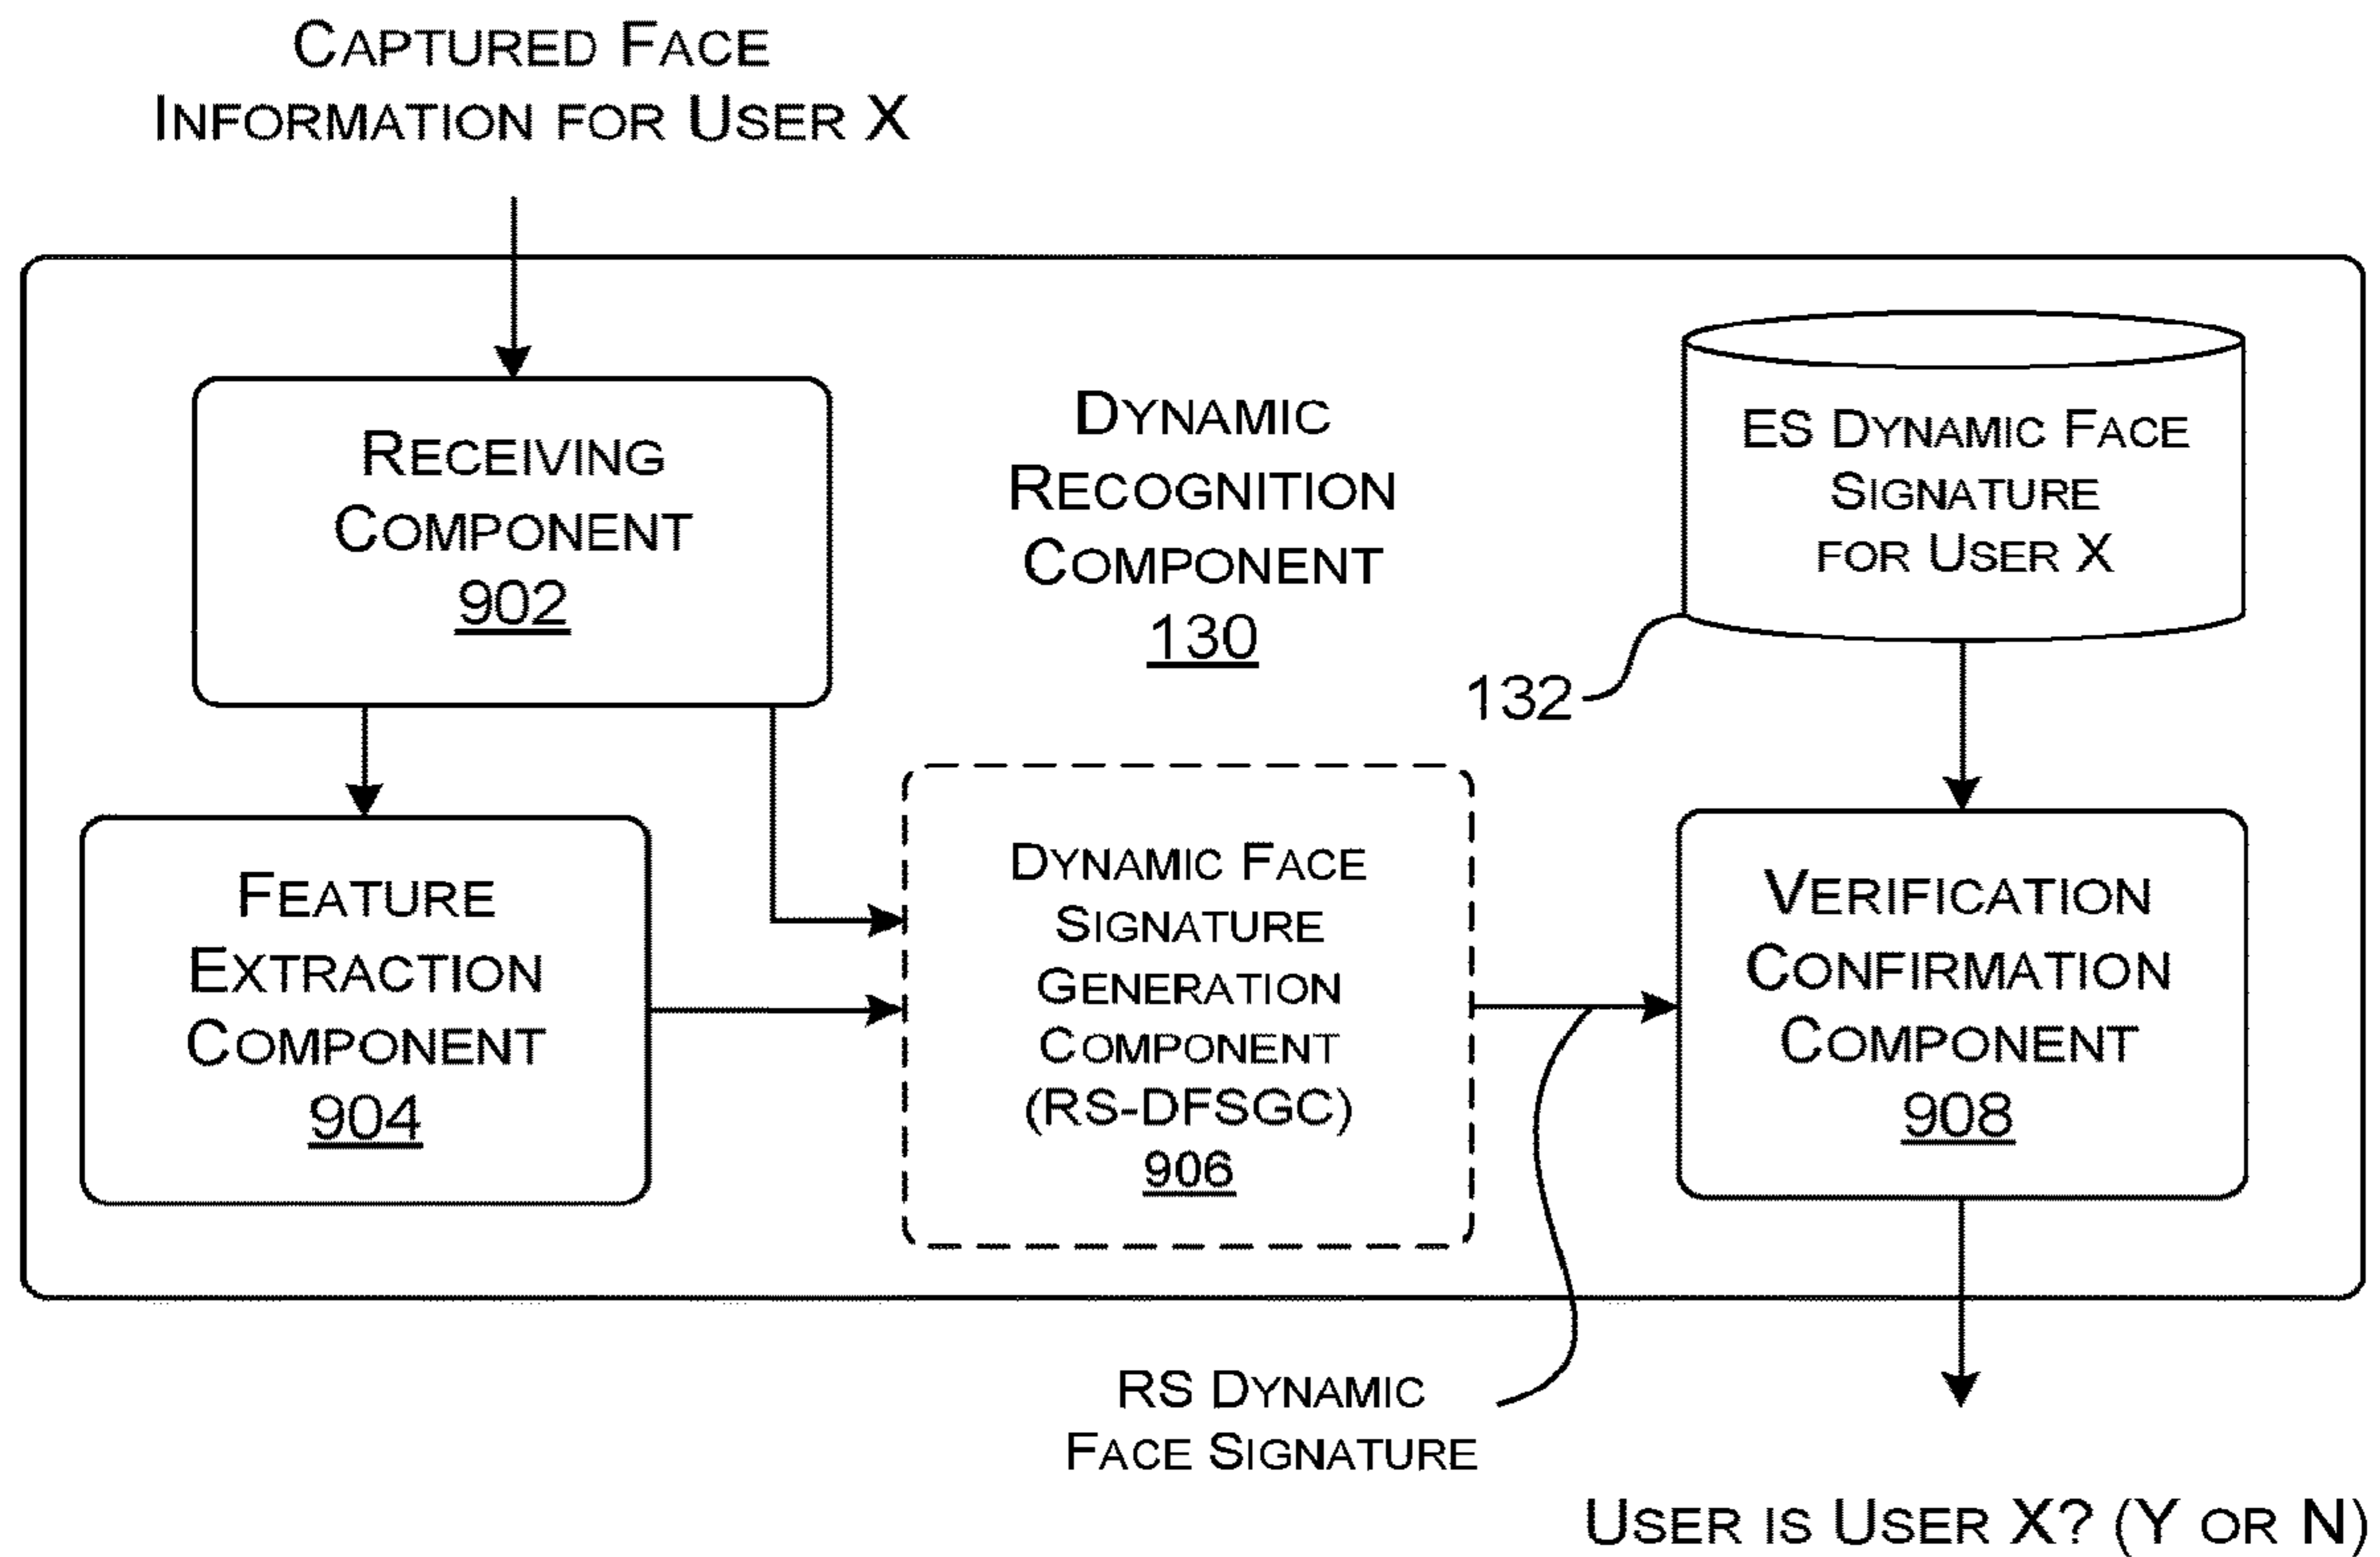 CAPTURED FACE
INFORMATION FOR USER X
RECEIVING
COMPONENT
902
DYNAMIC
RECOGNITION
COMPONENT
130
ES DYNAMIC FACE
SIGNATURE
FOR USER X
132
FEATURE
EXTRACTION
COMPONENT
904
DYNAMIC FACE
SIGNATURE
GENERATION
COMPONENT
(RS-DFSGC)
906
VERIFICATION
CONFIRMATION
COMPONENT
908
RS DYNAMIC
FACE SIGNATURE
USER IS USER X? (Y OR N)